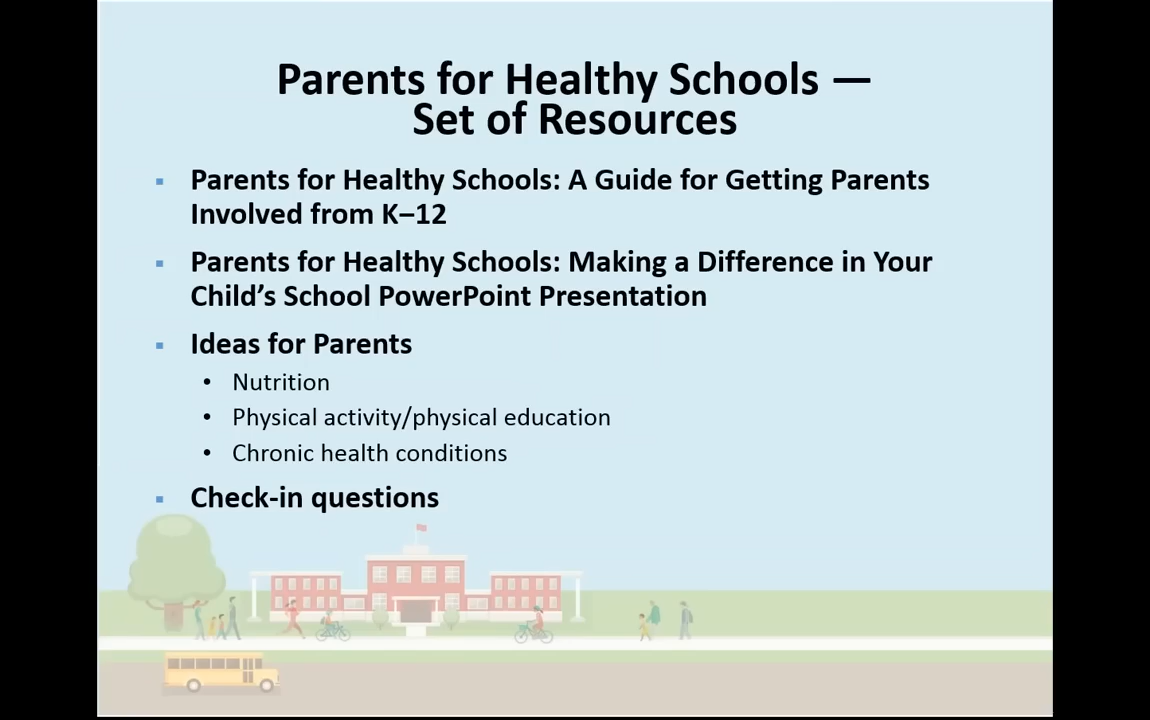 Parents for Healthy Schools —
Set of Resources
▪ Parents for Healthy Schools: A Guide for Getting Parents
Involved from K–12
▪ Parents for Healthy Schools: Making a Difference in Your
Child’s School PowerPoint Presentation
▪ Ideas for Parents
• Nutrition
• Physical activity/physical education
• Chronic health conditions
▪ Check-in questions